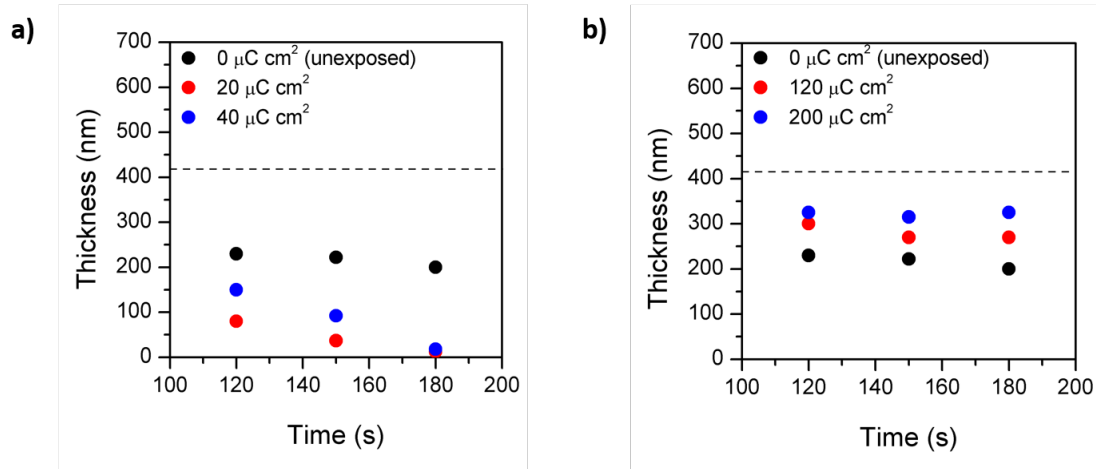 a)
700
600
500
400
300
200
100
0
Thickness (nm)
0 μC cm² (unexposed)
20 μC cm²
40 μC cm²
100 120 140 160 180 200
Time (s)
b)
700
600
500
400
300
200
100
0
Thickness (nm)
0 μC cm² (unexposed)
120 μC cm²
200 μC cm²
100 120 140 160 180 200
Time (s)